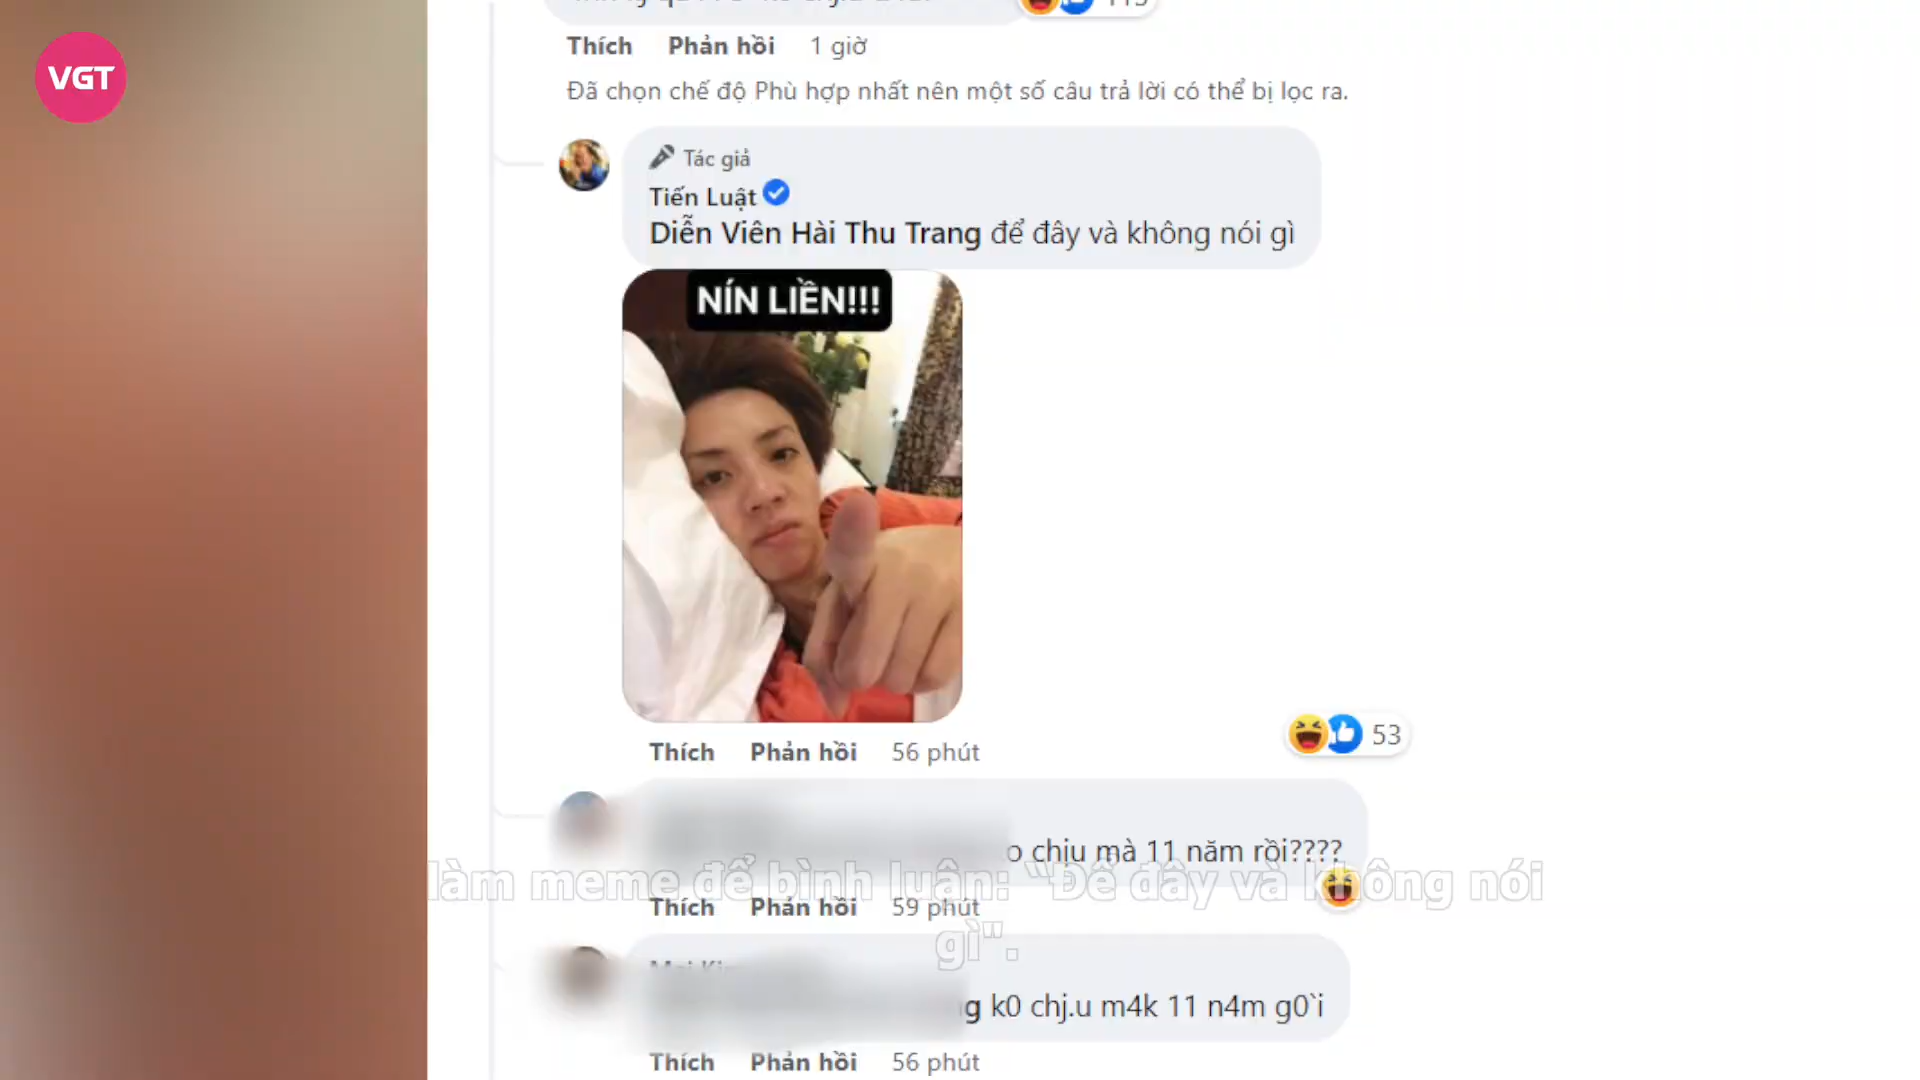 VGT
113
Thích Phản hồi 1 giờ
Đã chọn chế độ Phù hợp nhất nên một số câu trả lời có thể bị lọc ra.
Tác giả
Tiến Luật
Diễn Viên Hài Thu Trang để đây và không nói gì
NÍN LIỀN!!!
Thích Phản hồi 56 phút
53
o chịu mà 11 năm rồi????
làm meme để bình luận: “Để đây và không nói
Thích Phản hồi 59 phút
gì".
g k0 chj.u m4k 11 n4m g0`i
Thích Phản hồi 56 phút